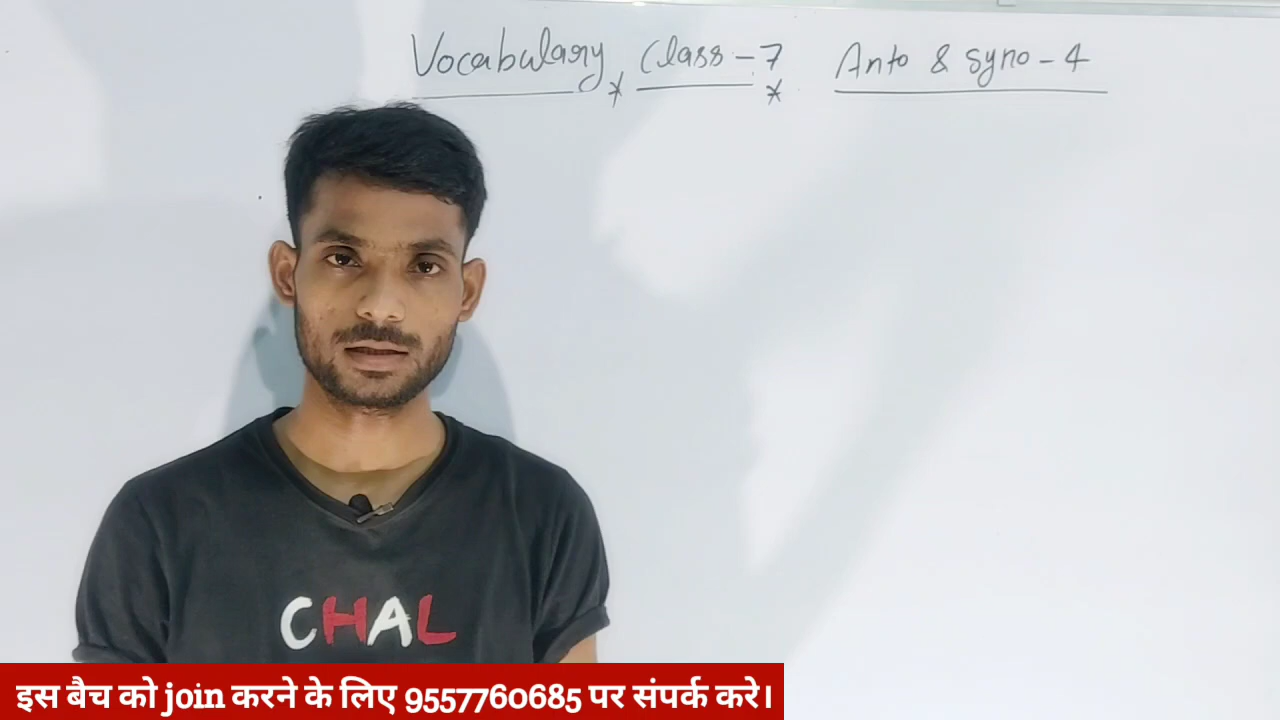 Vocabulary * Class - 7 * Anto & Syno - 4
CHAL
इस बैच को join करने के लिए 9557760685 पर संपर्क करे।